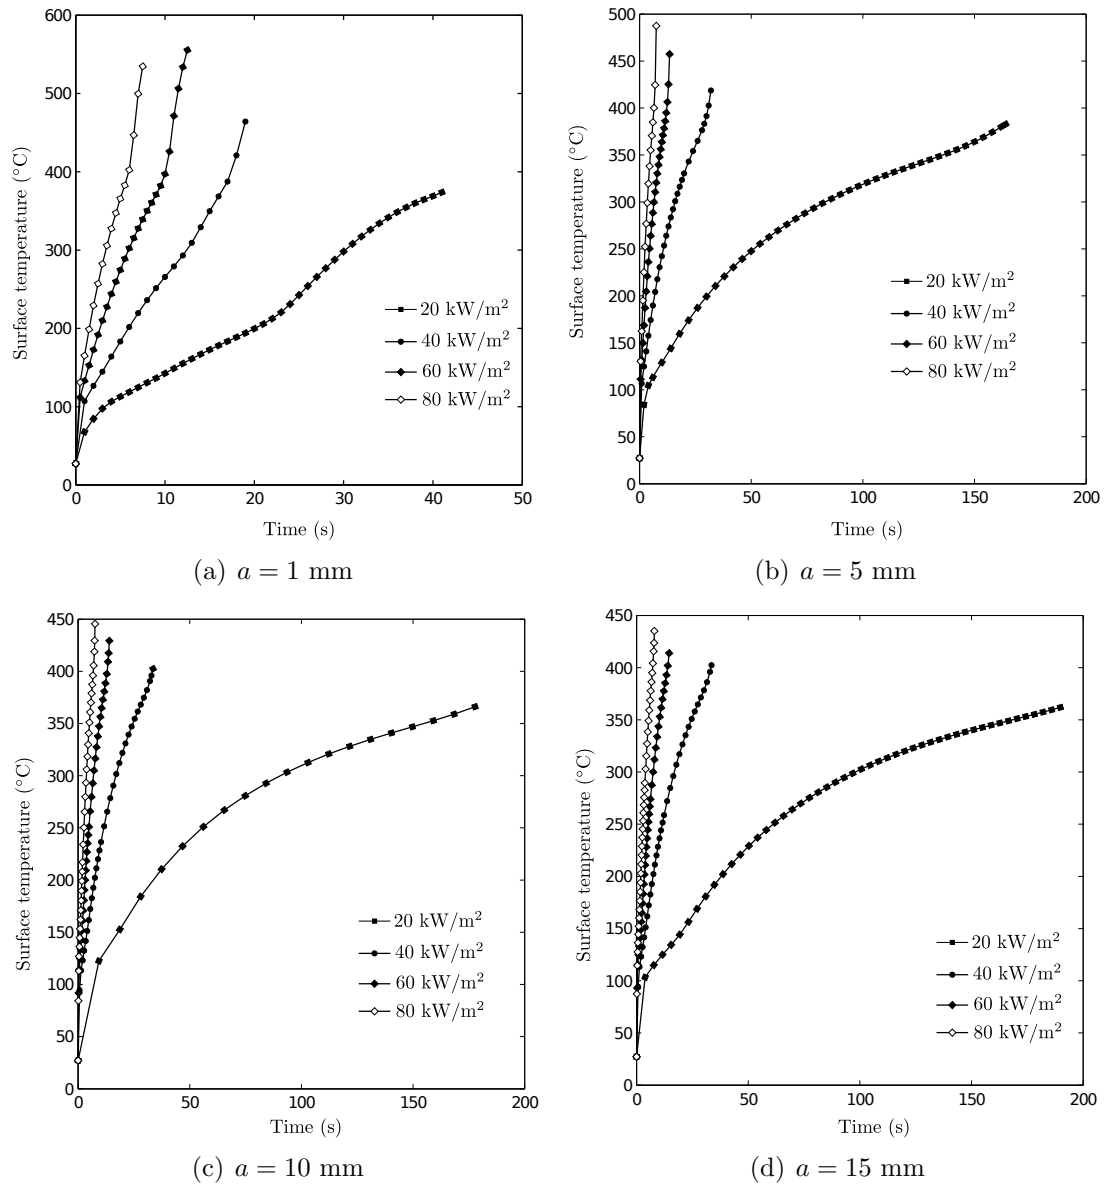 600
500
400
300
200
100
0
Surface temperature (°C)
20 kW/m²
40 kW/m²
60 kW/m²
80 kW/m²
0 10 20 30 40 50
Time (s)
(a) a = 1 mm
500
450
400
350
300
250
200
150
100
50
0
Surface temperature (°C)
20 kW/m²
40 kW/m²
60 kW/m²
80 kW/m²
0 50 100 150 200
Time (s)
(b) a = 5 mm
450
400
350
300
250
200
150
100
50
0
Surface temperature (°C)
20 kW/m²
40 kW/m²
60 kW/m²
80 kW/m²
0 50 100 150 200
Time (s)
(c) a = 10 mm
450
400
350
300
250
200
150
100
50
0
Surface temperature (°C)
20 kW/m²
40 kW/m²
60 kW/m²
80 kW/m²
0 50 100 150 200
Time (s)
(d) a = 15 mm